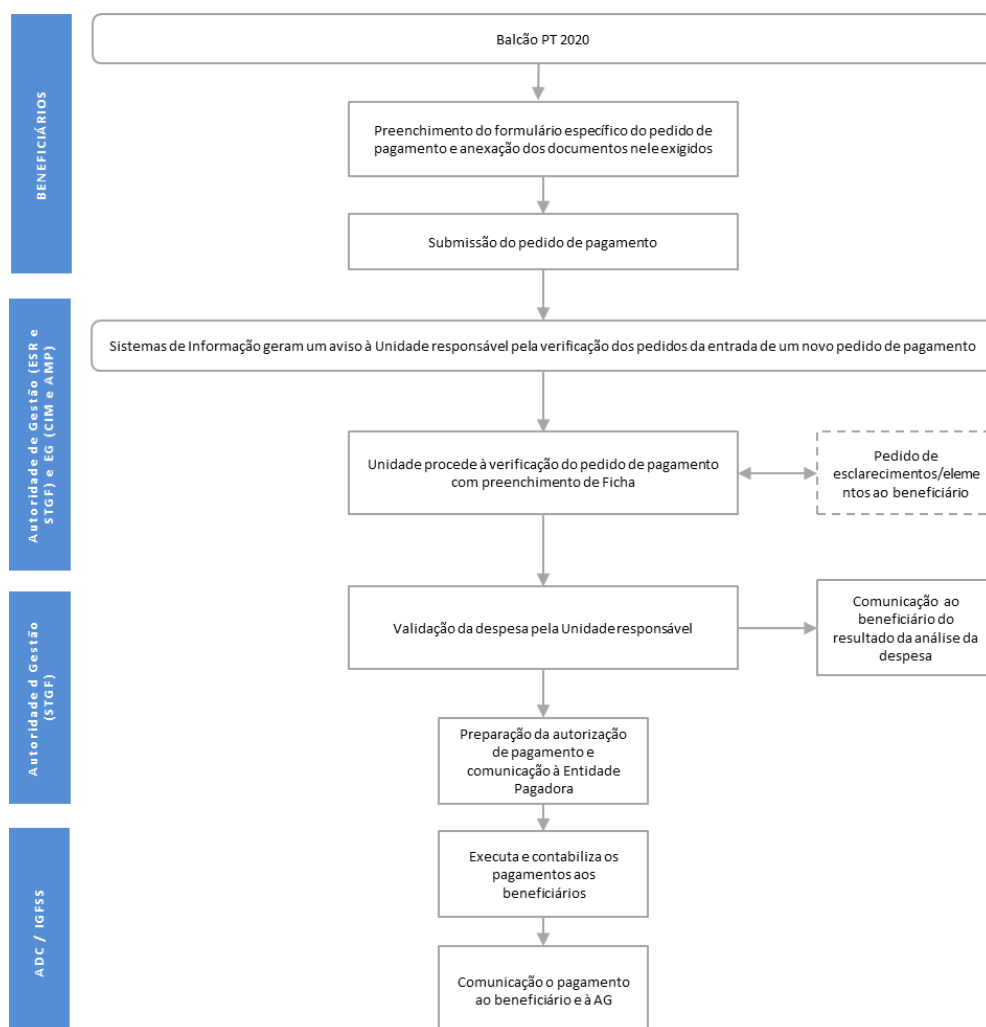 BENEFICIÁRIOS
Balcão PT 2020
Preenchimento do formulário específico do pedido de
pagamento e anexação dos documentos nele exigidos
Submissão do pedido de pagamento
Autoridade de Gestão (ESR e
STGF) e EG (CIM e AMP)
Sistemas de Informação geram um aviso à Unidade responsável pela verificação dos pedidos da entrada de um novo pedido de pagamento
Unidade procede à verificação do pedido de pagamento
com preenchimento de Ficha
Pedido de
esclarecimentos/eleme
ntos ao beneficiário
Autoridade d Gestão
(STGF)
Validação da despesa pela Unidade responsável
Comunicação ao
beneficiário do
resultado da análise da
despesa
Preparação da autorização
de pagamento e
comunicação à Entidade
Pagadora
ADC / IGFSS
Executa e contabiliza os
pagamentos aos
beneficiários
Comunicação o pagamento
ao beneficiário e à AG